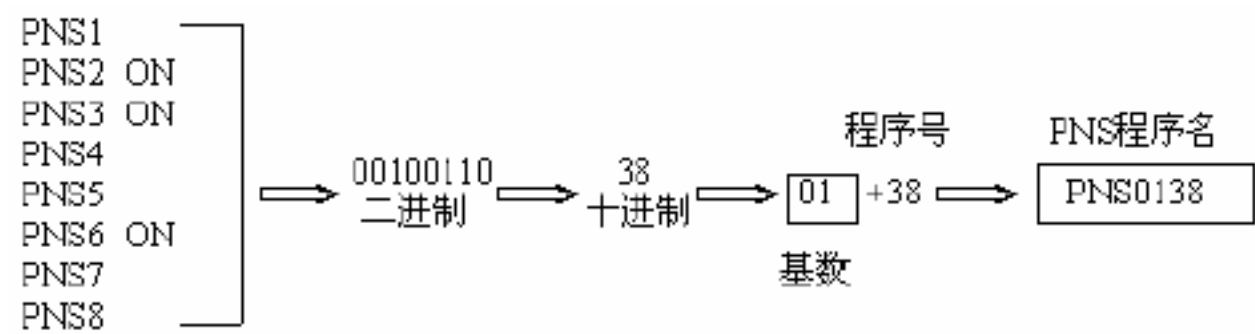 PNS1
PNS2 ON
PNS3 ON
PNS4
PNS5
PNS6 ON
PNS7
PNS8
00100110
二进制
38
十进制
程序号
01 +38
基数
PNS程序名
PNS0138